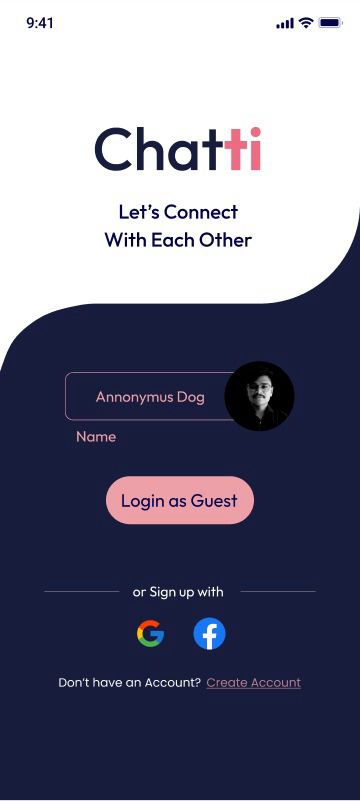 9:41
Chatti
Let’s Connect
With Each Other
Annonymus Dog
Name
Login as Guest
or Sign up with
Don’t have an Account? Create Account